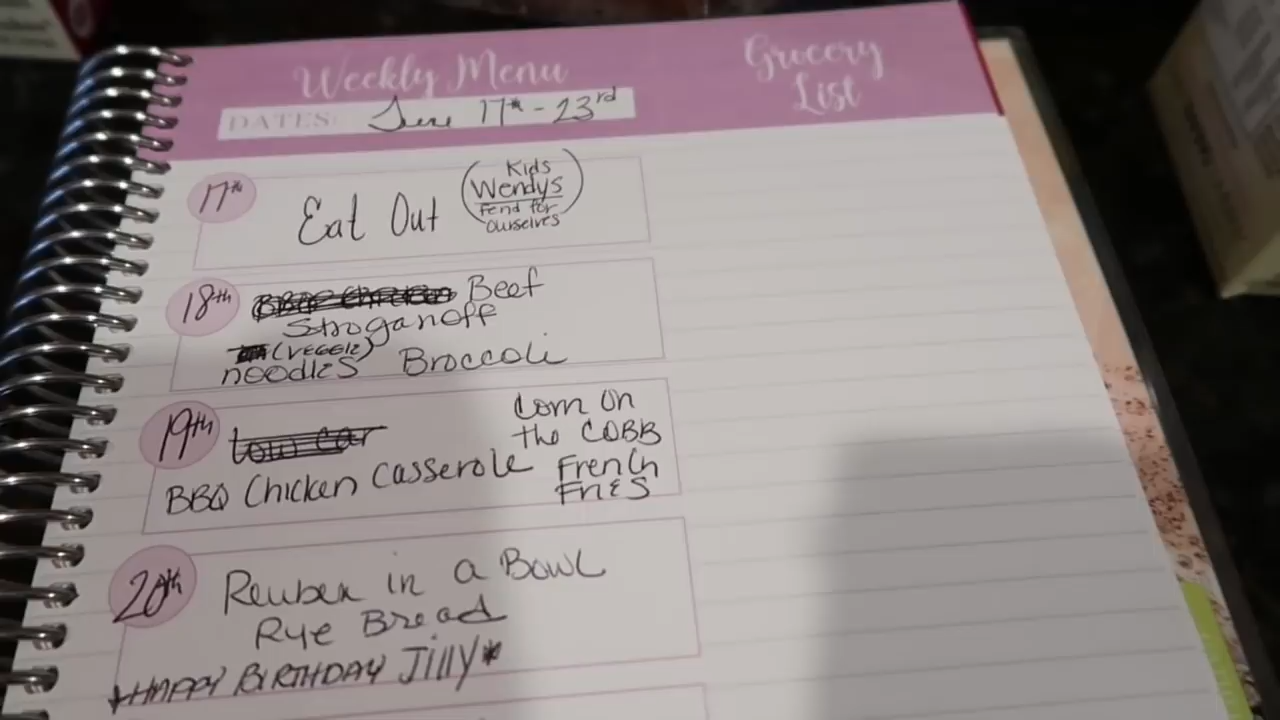 Weekly Menu
Grocery List
DATES: June 17th - 23rd
17th
Eat Out
(Kids
Wendys
Fend for
ourselves)
18th
Beef
Stroganoff
(VEGGIE)
noodles Broccoli
19th
Corn On
the COBB
BBQ Chicken Casserole French
Fries
20th
Reuben in a Bowl
Rye Bread
*HAPPY BIRTHDAY Jilly*